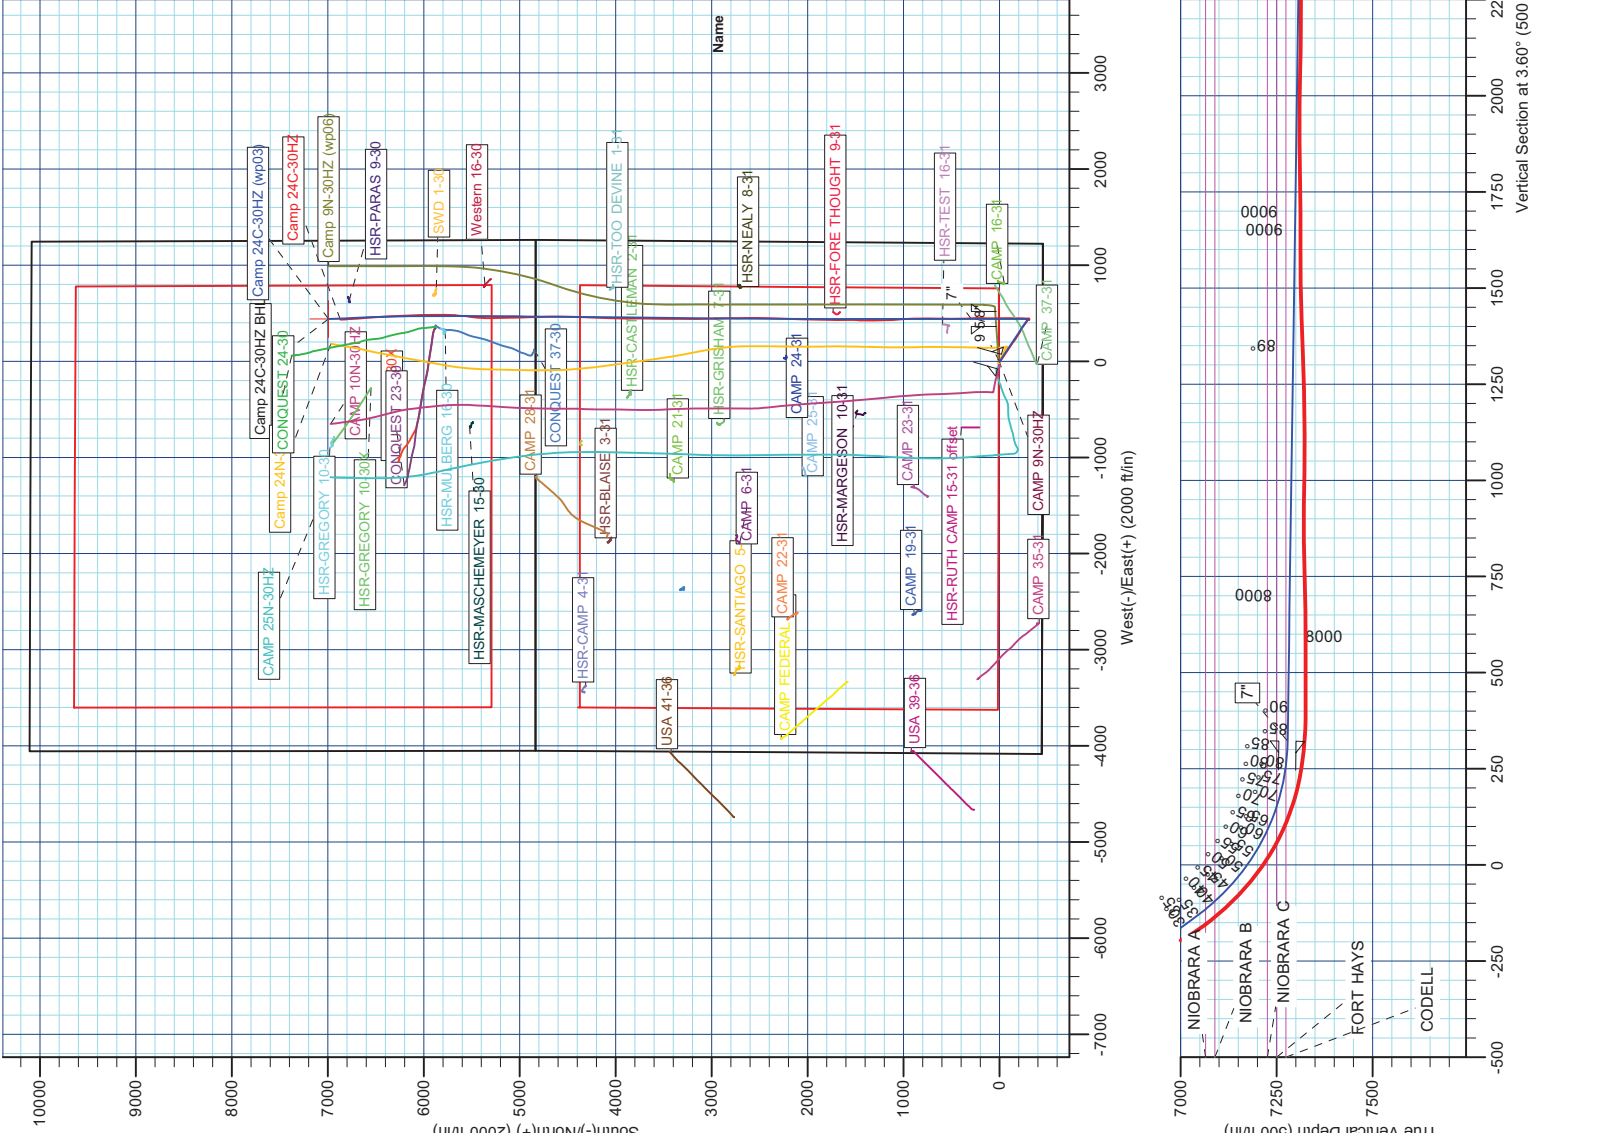 Name
Camp 24C-30HZ (wp03)
Camp 24C-30HZ
Camp 9N-30HZ (wp06)
HSR-PARAS 9-30
SWD 1-30
Western 16-30
HSR-TOO DEVINE 1-31
HSR-CASTLEMAN 2-31
HSR-NEALY 8-31
HSR-FORE THOUGHT 9-31
HSR-TEST 16-31
CAMP 16-31
7"
9 5/8"
CAMP 37-31
Camp 24C-30HZ BHL
CONQUEST 24-30
CAMP 10N-30HZ
CONQUEST 23-30
HSR-MULBERG 16-30
CAMP 28-31
CONQUEST 37-30
HSR-GRISHAM 7-31
CAMP 24-31
Camp 24N-
HSR-GREGORY 10-30
HSR-GREGORY 10-30X
HSR-MASCHEMEYER 15-30
HSR-BLAISE 3-31
CAMP 21-31
CAMP 25-31
HSR-MARGESON 10-31
CAMP 23-31
HSR-RUTH CAMP 15-31 offset
CAMP 9N-30HZ
CAMP 25N-30HZ
HSR-CAMP 4-31
CAMP 6-31
HSR-SANTIAGO 5-
CAMP 22-31
CAMP FEDERAL
CAMP 19-31
CAMP 35-31
USA 41-36
USA 39-36
3000
2000
1000
0
-1000
-2000
-3000
-4000
-5000
-6000
-7000
West(-)/East(+) (2000 ft/in)
10000
9000
8000
7000
6000
5000
4000
3000
2000
1000
0
South(-)/North(+) (2000 ft/in)
7000
7250
7500
True Vertical Depth (500 ft/in)
-500
-250
0
250
500
750
1000
1250
1500
1750
2000
22
Vertical Section at 3.60° (500
NIOBRARA A
NIOBRARA B
NIOBRARA C
FORT HAYS
CODELL
7"
90°
85°
8000
8000
89°
9000
9000